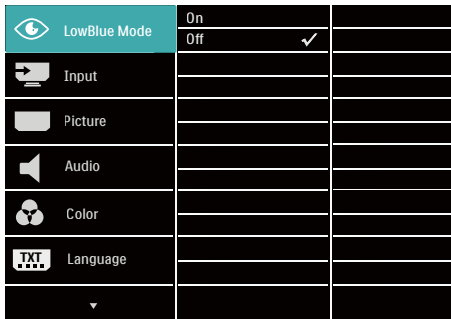 LowBlue Mode
On
Off
Input
Picture
Audio
Color
TXT
Language